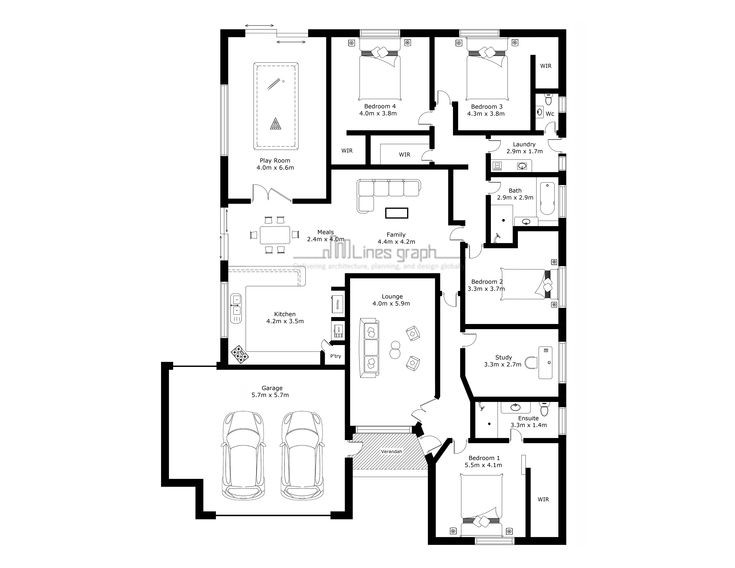 WIR
Bedroom 4
4.0m x 3.8m
Bedroom 3
4.3m x 3.8m
Wc
Laundry
2.9m x 1.7m
WIR
WIR
Play Room
4.0m x 6.6m
Bath
2.9m x 2.9m
Meals
2.4m x 4.0m
Family
4.4m x 4.2m
Lines graph
Delivering architecture, planning, and design globally
Bedroom 2
3.3m x 3.7m
Lounge
4.0m x 5.9m
Kitchen
4.2m x 3.5m
P'try
Study
3.3m x 2.7m
Garage
5.7m x 5.7m
Ensuite
3.3m x 1.4m
Verandah
Bedroom 1
5.5m x 4.1m
WIR